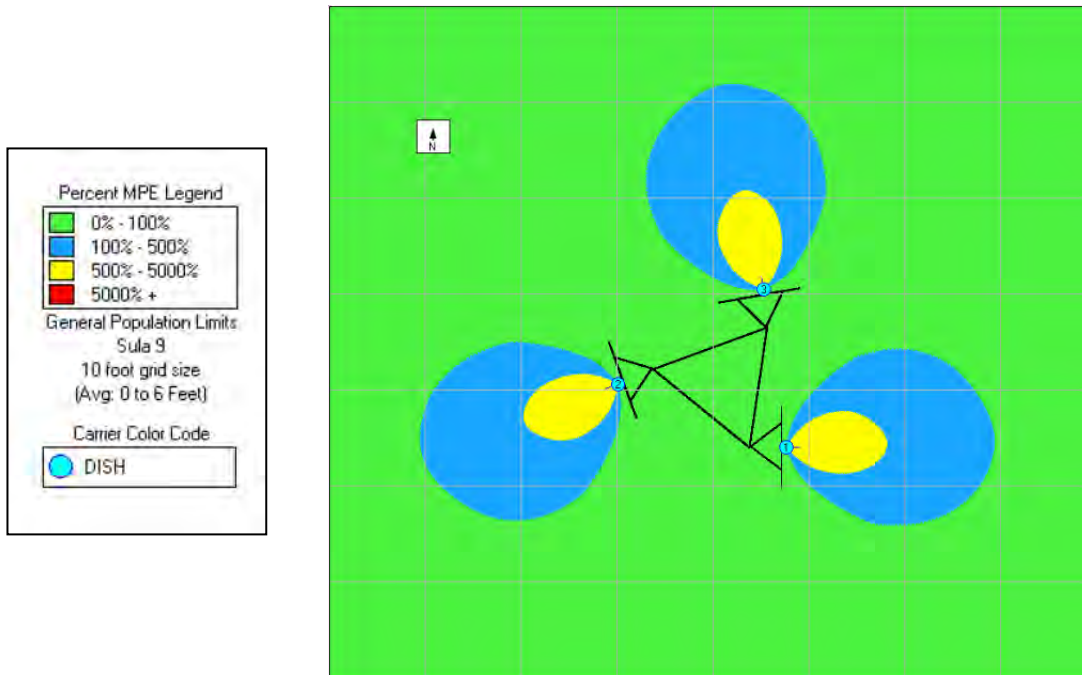 Percent MPE Legend
0% - 100%
100% - 500%
500% - 5000%
5000% +
General Population Limits
Sula 9
10 foot grid size
(Avg: 0 to 6 Feet)
Carrier Color Code
DISH
N
3
2
1